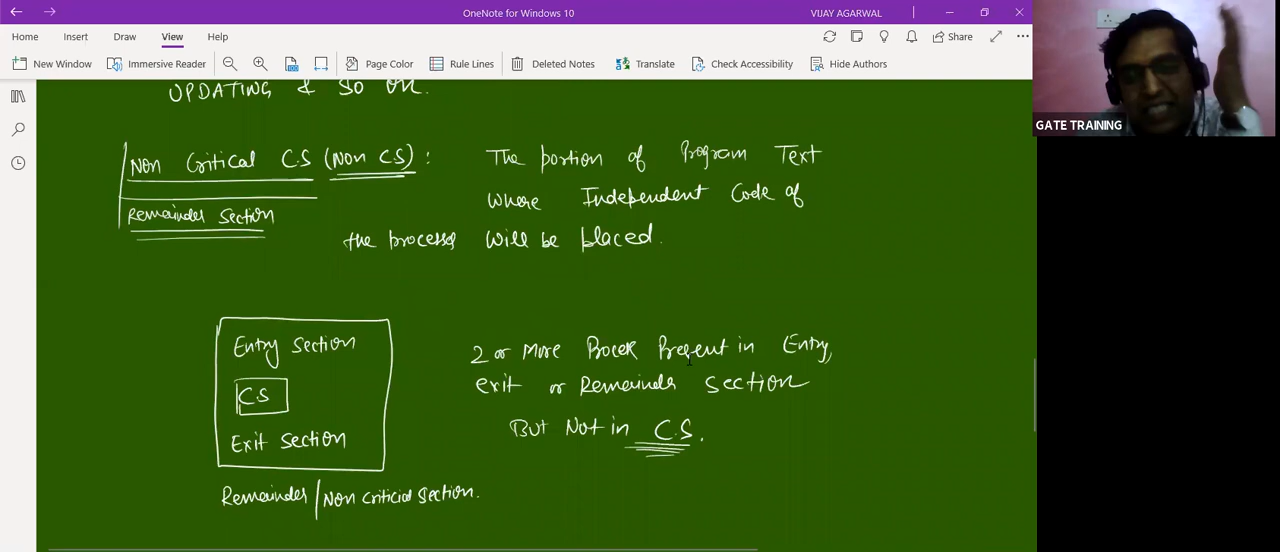 OneNote for Windows 10
VIJAY AGARWAL
Home Insert Draw View Help
Share
New Window Immersive Reader Page Color Rule Lines Deleted Notes Translate Check Accessibility Hide Authors
GATE TRAINING
UPDATING & SO ON.
Non Critical C.S (Non C.S) : The portion of Program Text
Remainder Section
where Independent Code of
the process will be placed.
Entry Section
C.S
Exit Section
Remainder / Non Critical Section.
2 or More Present in Entry,
exit or Remainder Section
But Not in C.S.